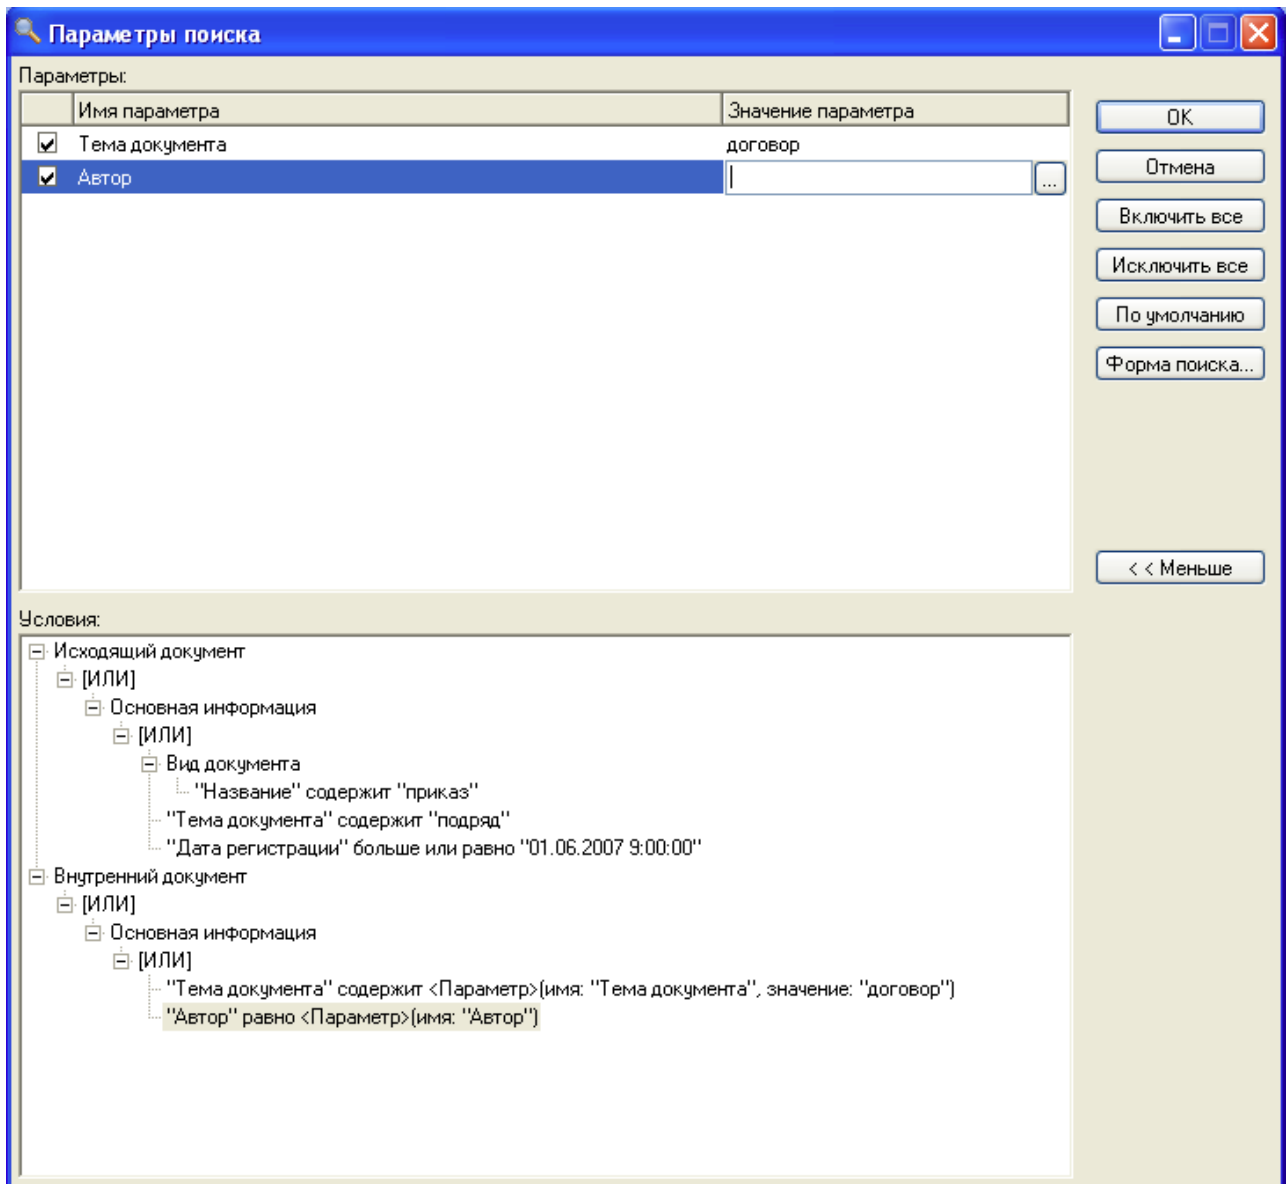 Параметры поиска
Параметры:
Имя параметра Значение параметра
Тема документа договор
Автор ...
OK
Отмена
Включить все
Исключить все
По умолчанию
Форма поиска...
< < Меньше
Условия:
Исходящий документ
[ИЛИ]
Основная информация
[ИЛИ]
Вид документа
"Название" содержит "приказ"
"Тема документа" содержит "подряд"
"Дата регистрации" больше или равно "01.06.2007 9:00:00"
Внутренний документ
[ИЛИ]
Основная информация
[ИЛИ]
"Тема документа" содержит <Параметр>(имя: "Тема документа", значение: "договор")
"Автор" равно <Параметр>(имя: "Автор")